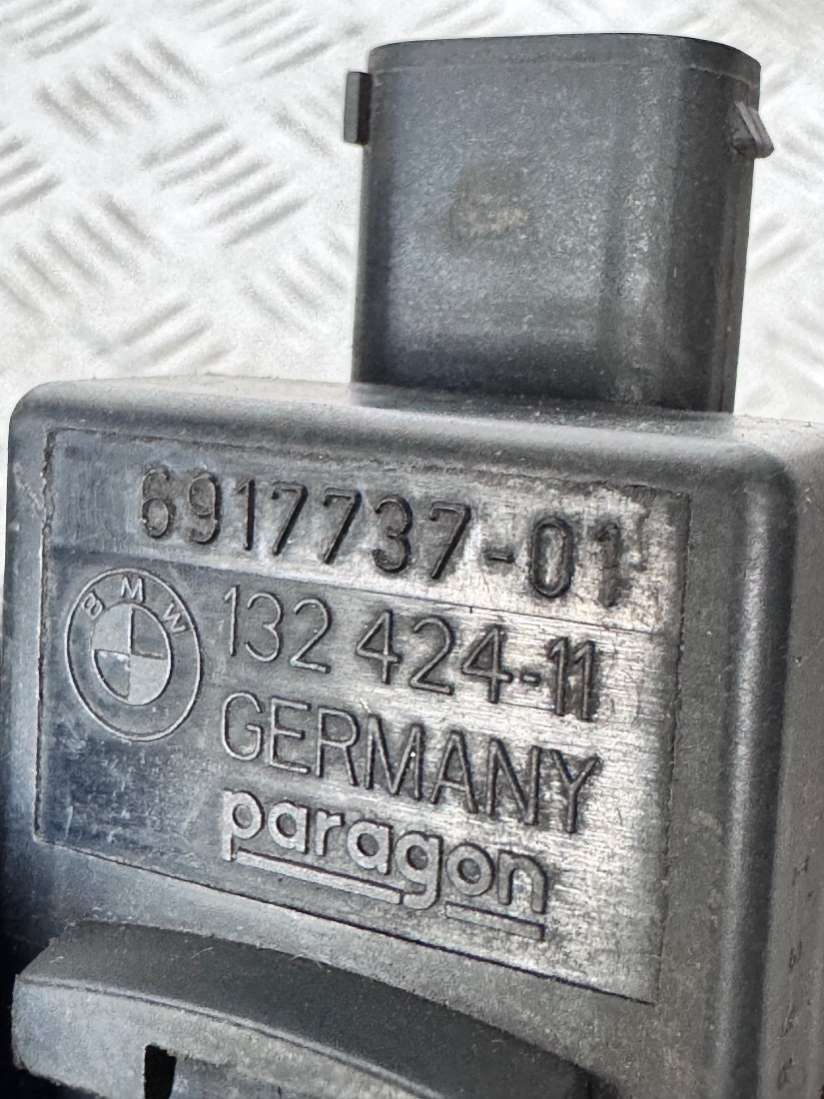 6917737-01
BMW
132 424-11
GERMANY
paragon